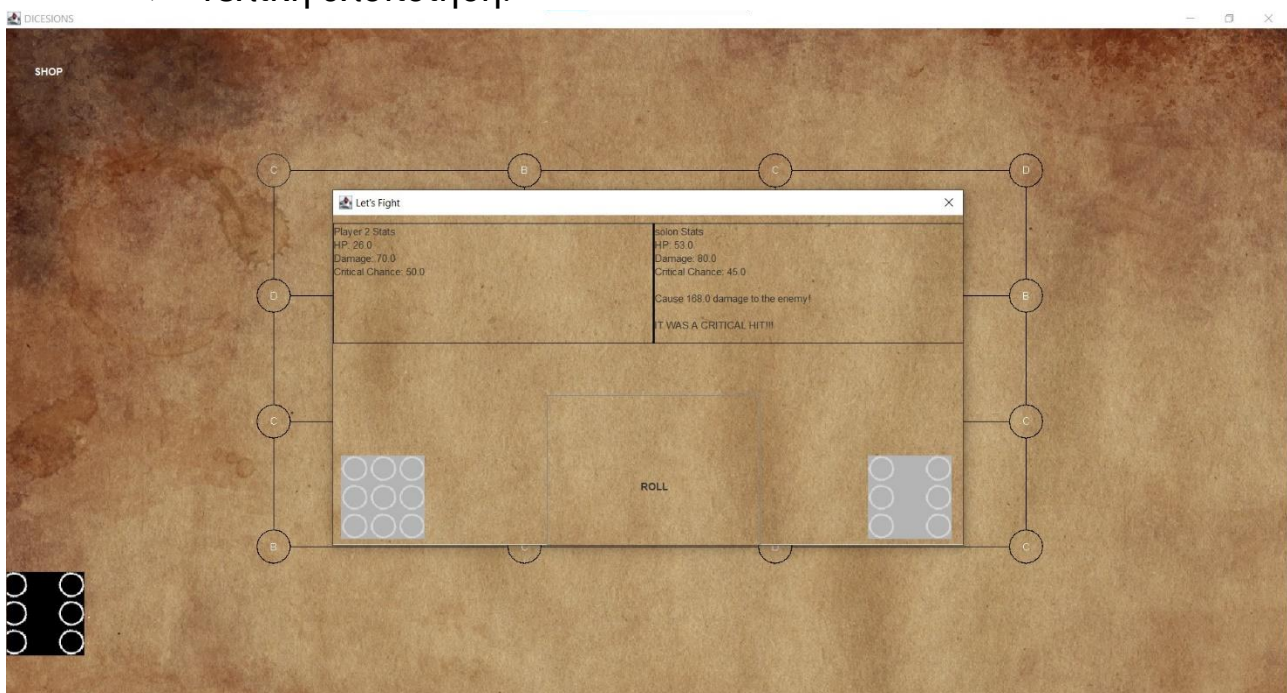 DICESIONS
SHOP
C B C D
Let's Fight
Player 2 Stats
HP: 26.0
Damage: 70.0
Critical Chance: 50.0
solon Stats
HP: 53.0
Damage: 80.0
Critical Chance: 45.0
Cause 168.0 damage to the enemy!
IT WAS A CRITICAL HIT!!!
D B
C C
ROLL
B D C